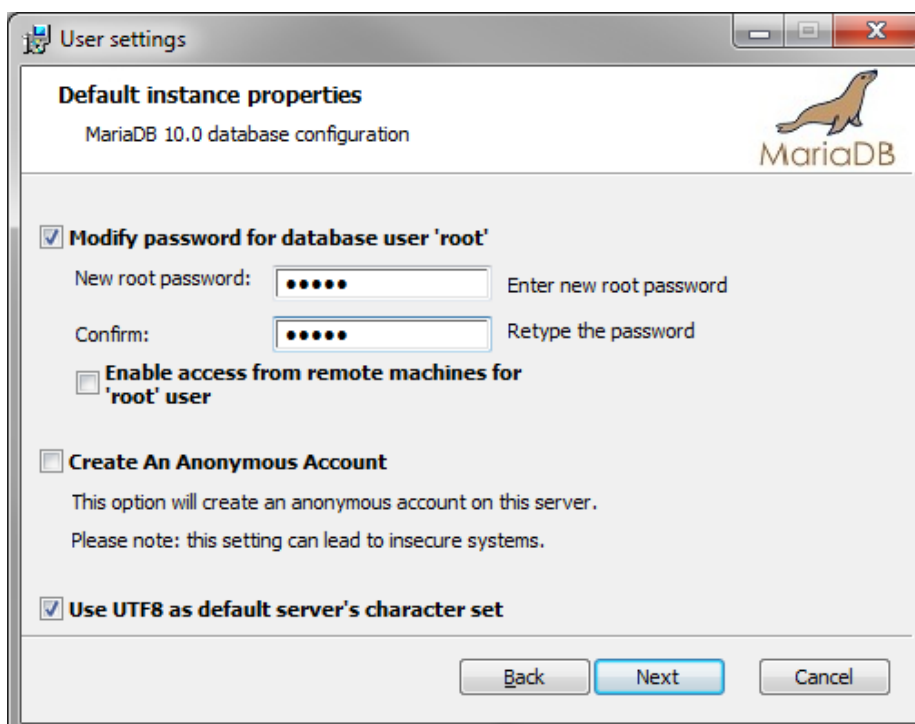 User settings
Default instance properties
MariaDB 10.0 database configuration
MariaDB
Modify password for database user 'root'
New root password: ●●●●● Enter new root password
Confirm: ●●●●● Retype the password
Enable access from remote machines for
'root' user
Create An Anonymous Account
This option will create an anonymous account on this server.
Please note: this setting can lead to insecure systems.
Use UTF8 as default server's character set
Back Next Cancel